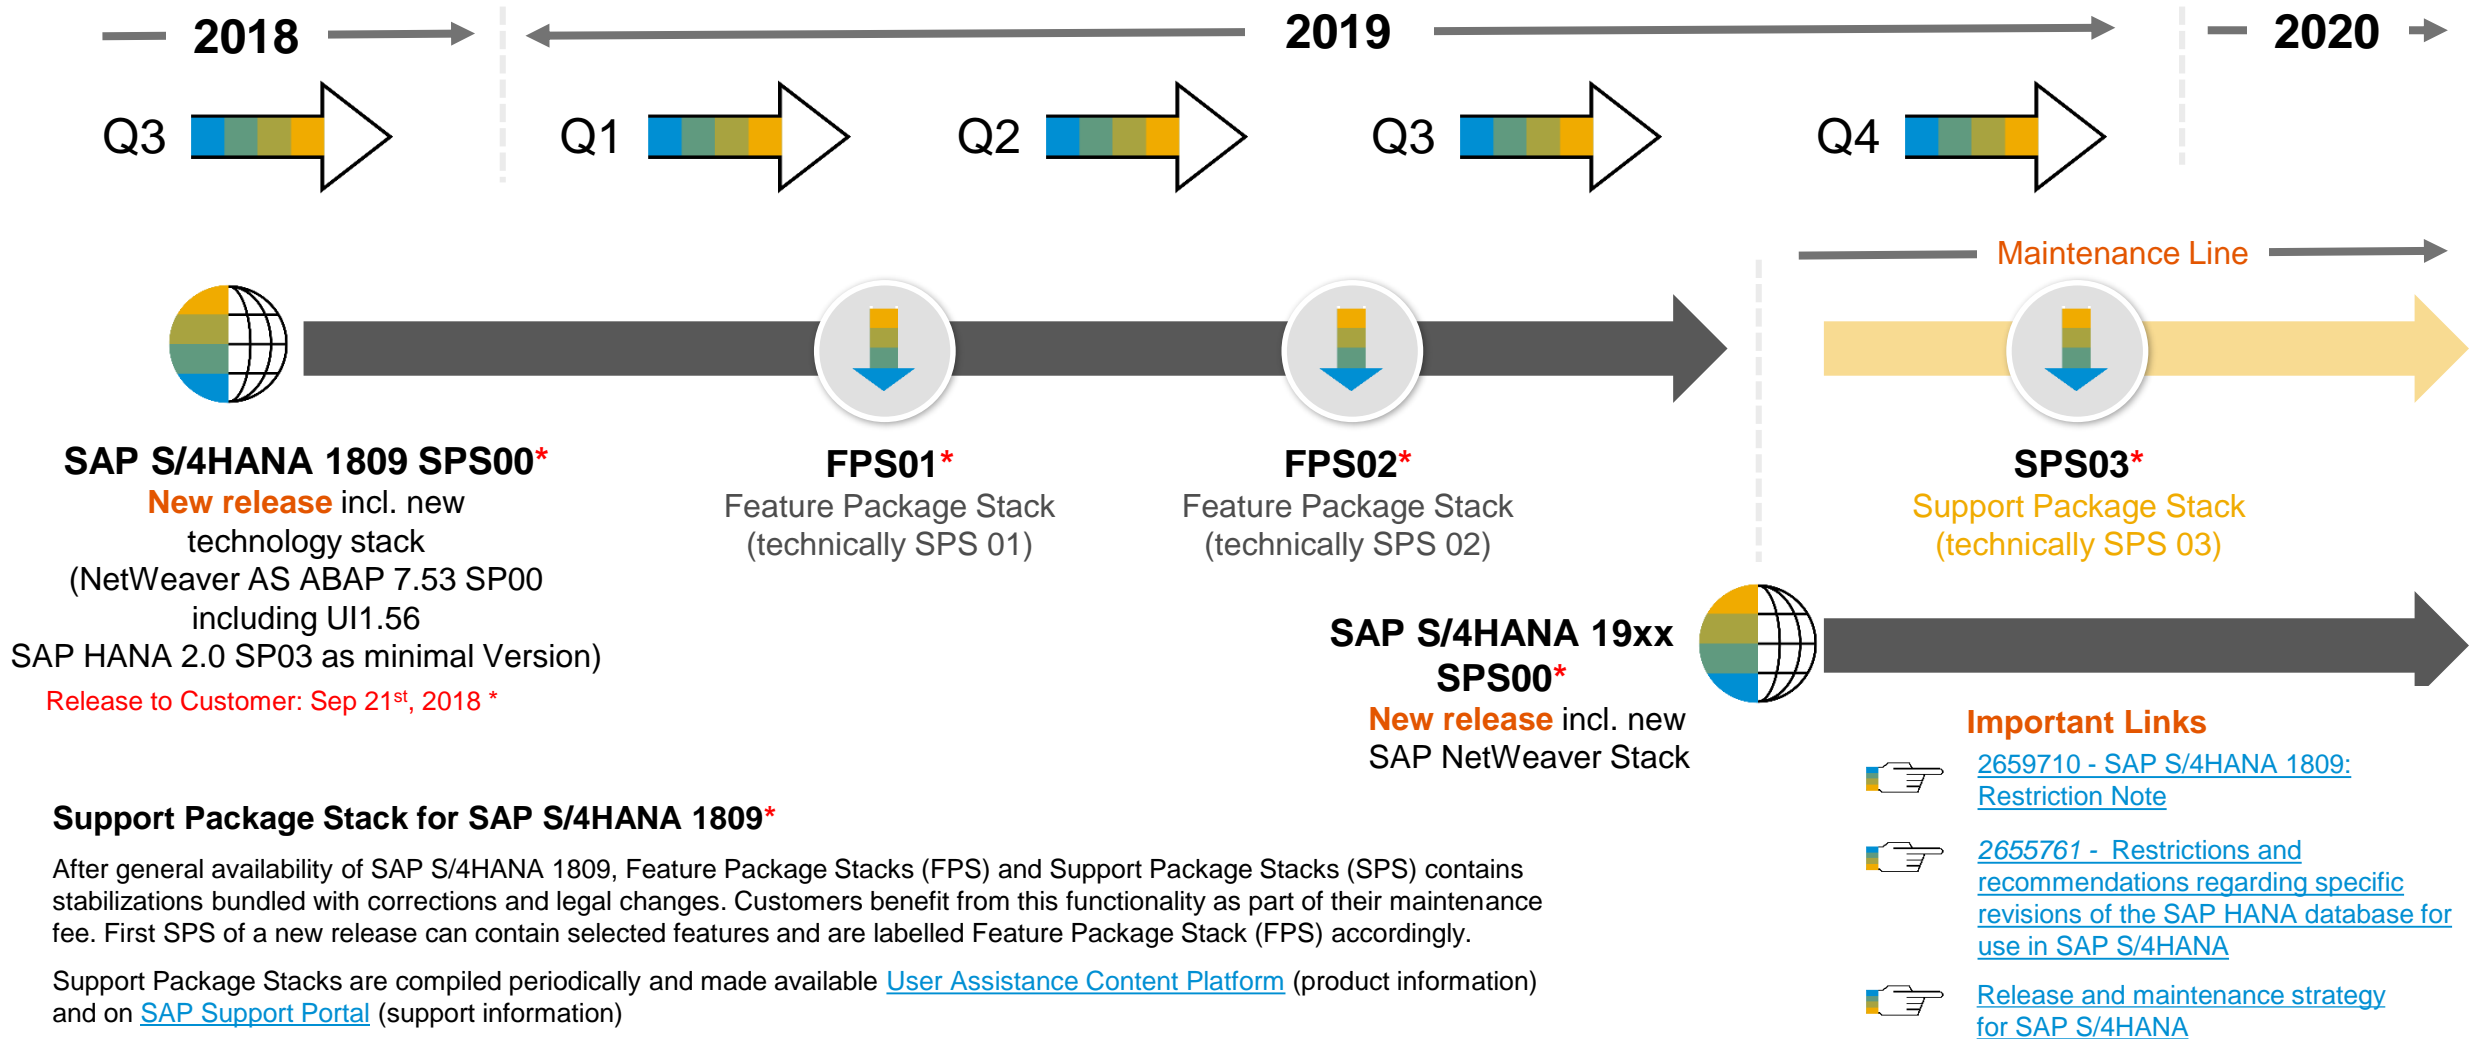 2018
2019
2020
Q3
Q1
Q2
Q3
Q4
Maintenance Line
SAP S/4HANA 1809 SPS00*
New release incl. new
technology stack
(NetWeaver AS ABAP 7.53 SP00
including UI1.56
SAP HANA 2.0 SP03 as minimal Version)
Release to Customer: Sep 21st, 2018 *
FPS01*
Feature Package Stack
(technically SPS 01)
FPS02*
Feature Package Stack
(technically SPS 02)
SPS03*
Support Package Stack
(technically SPS 03)
SAP S/4HANA 19xx
SPS00*
New release incl. new
SAP NetWeaver Stack
Important Links
2659710 - SAP S/4HANA 1809:
Restriction Note
2655761 - Restrictions and
recommendations regarding specific
revisions of the SAP HANA database for
use in SAP S/4HANA
Release and maintenance strategy
for SAP S/4HANA
Support Package Stack for SAP S/4HANA 1809*
After general availability of SAP S/4HANA 1809, Feature Package Stacks (FPS) and Support Package Stacks (SPS) contains
stabilizations bundled with corrections and legal changes. Customers benefit from this functionality as part of their maintenance
fee. First SPS of a new release can contain selected features and are labelled Feature Package Stack (FPS) accordingly.
Support Package Stacks are compiled periodically and made available User Assistance Content Platform (product information)
and on SAP Support Portal (support information)